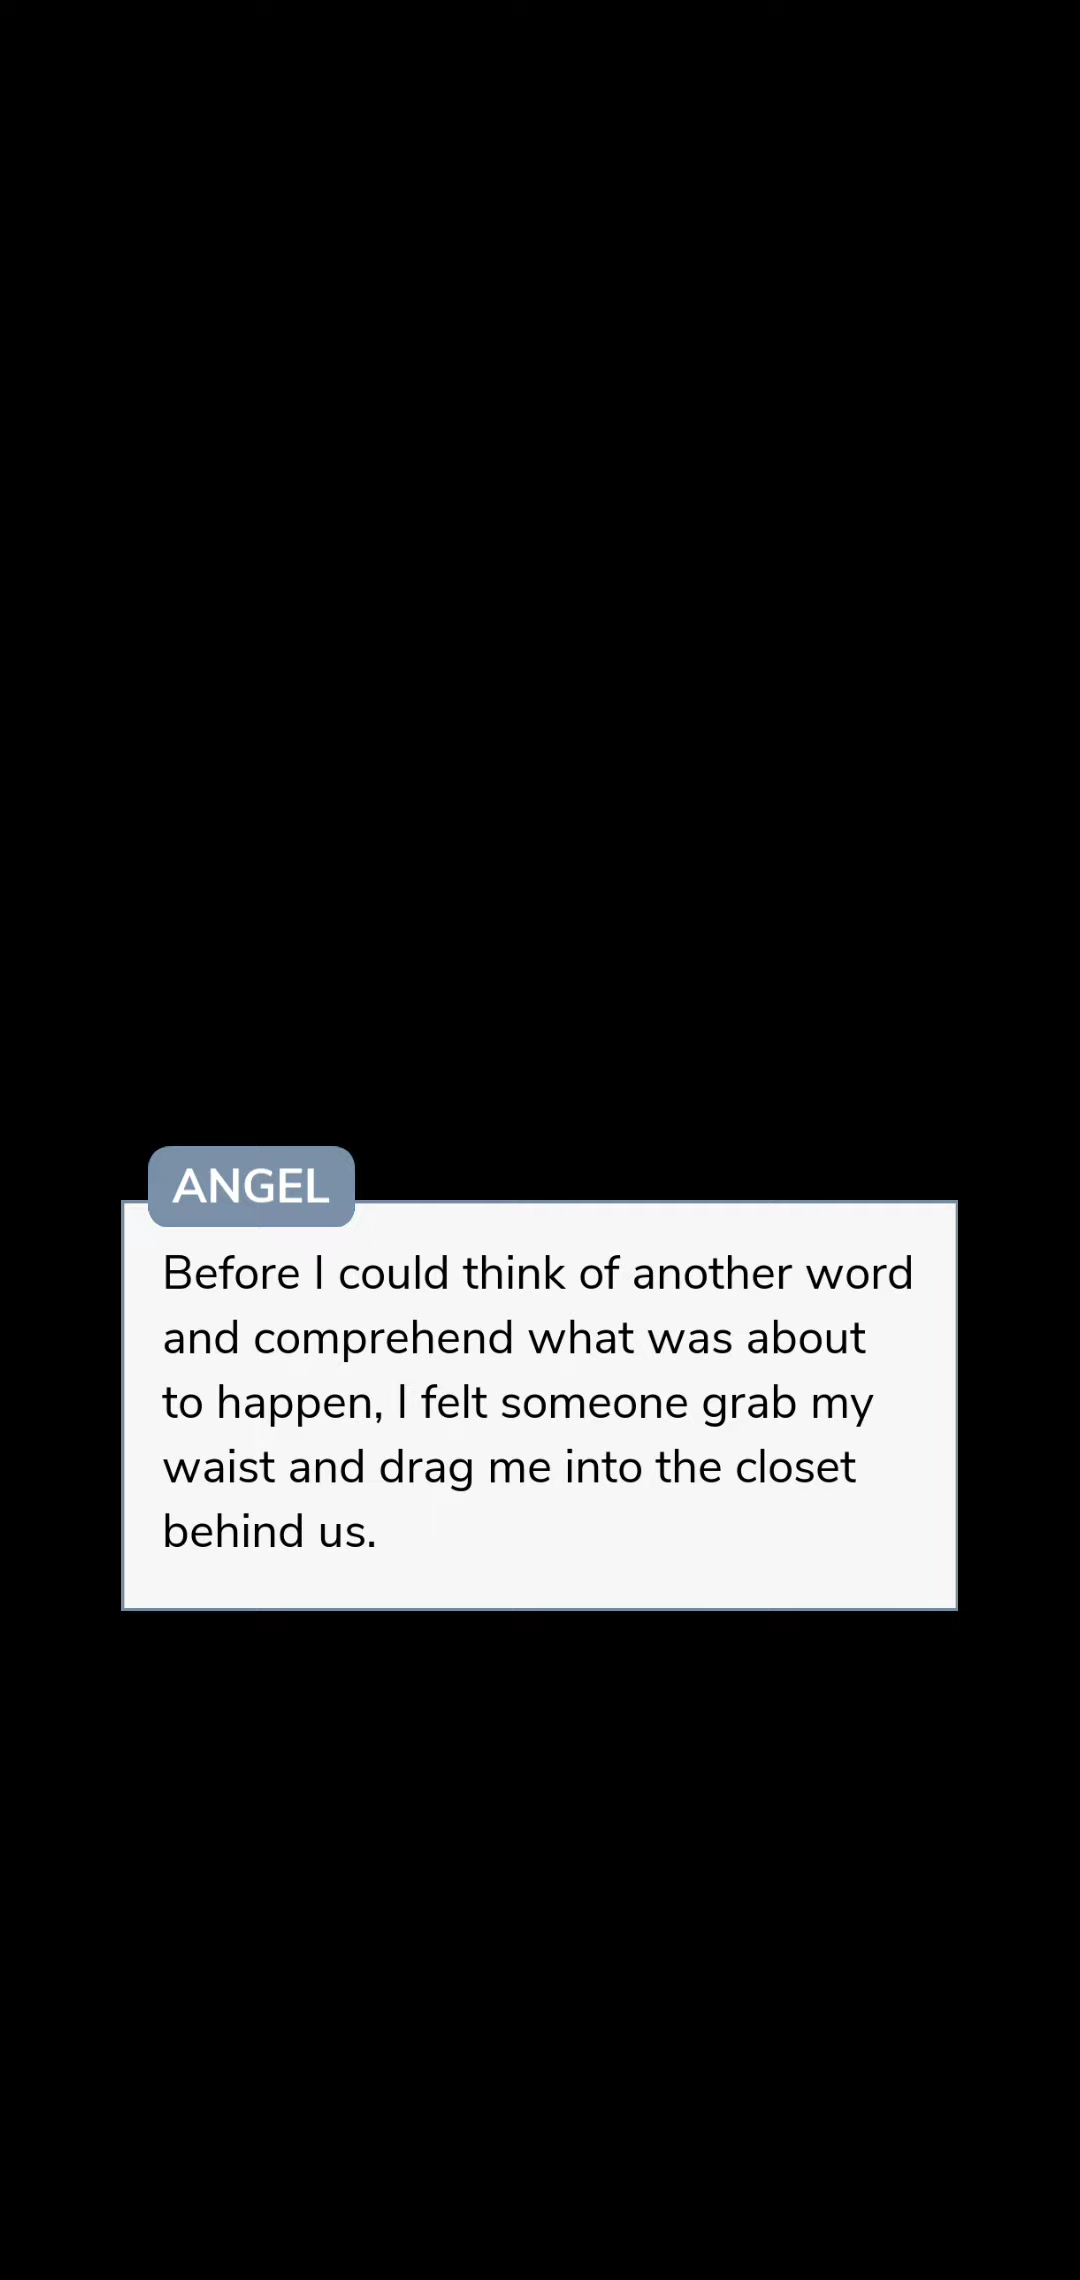 ANGEL
Before I could think of another word
and comprehend what was about
to happen, I felt someone grab my
waist and drag me into the closet
behind us.